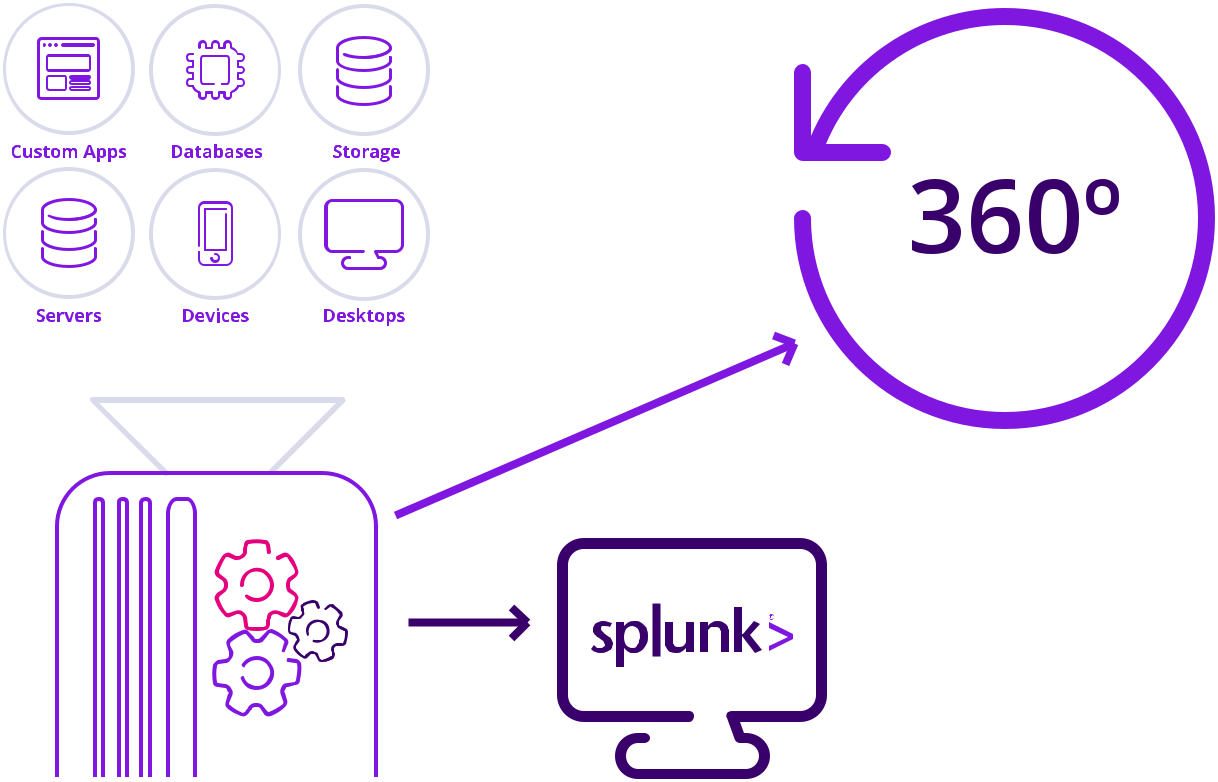 Custom Apps
Databases
Storage
Servers
Devices
Desktops
360º
splunk>